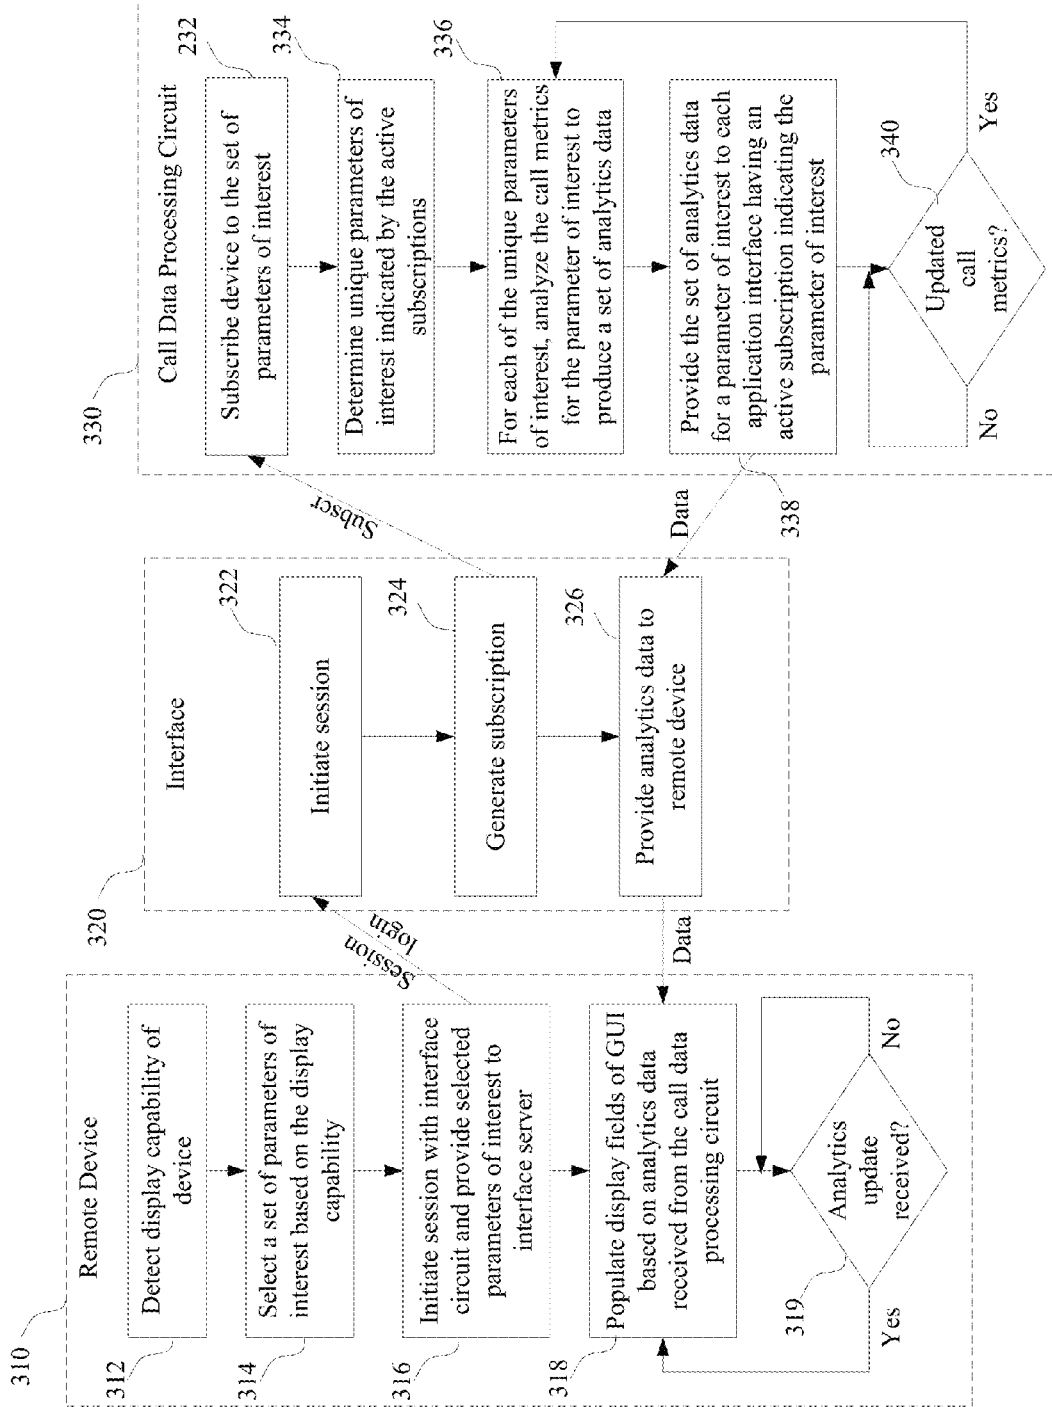 310
Remote Device
312
Detect display capability of
device
314
Select a set of parameters of
interest based on the display
capability
316
Initiate session with interface
circuit and provide selected
parameters of interest to
interface server
318
Populate display fields of GUI
based on analytics data
received from the call data
processing circuit
319
Analytics
update
received?
Yes
No
Session
login
Data
320
Interface
322
Initiate session
324
Generate subscription
326
Provide analytics data to
remote device
Subscr
Data
330
Call Data Processing Circuit
232
Subscribe device to the set of
parameters of interest
334
Determine unique parameters of
interest indicated by the active
subscriptions
336
For each of the unique parameters
of interest, analyze the call metrics
for the parameter of interest to
produce a set of analytics data
338
Provide the set of analytics data
for a parameter of interest to each
application interface having an
active subscription indicating the
parameter of interest
340
Updated
call
metrics?
No
Yes